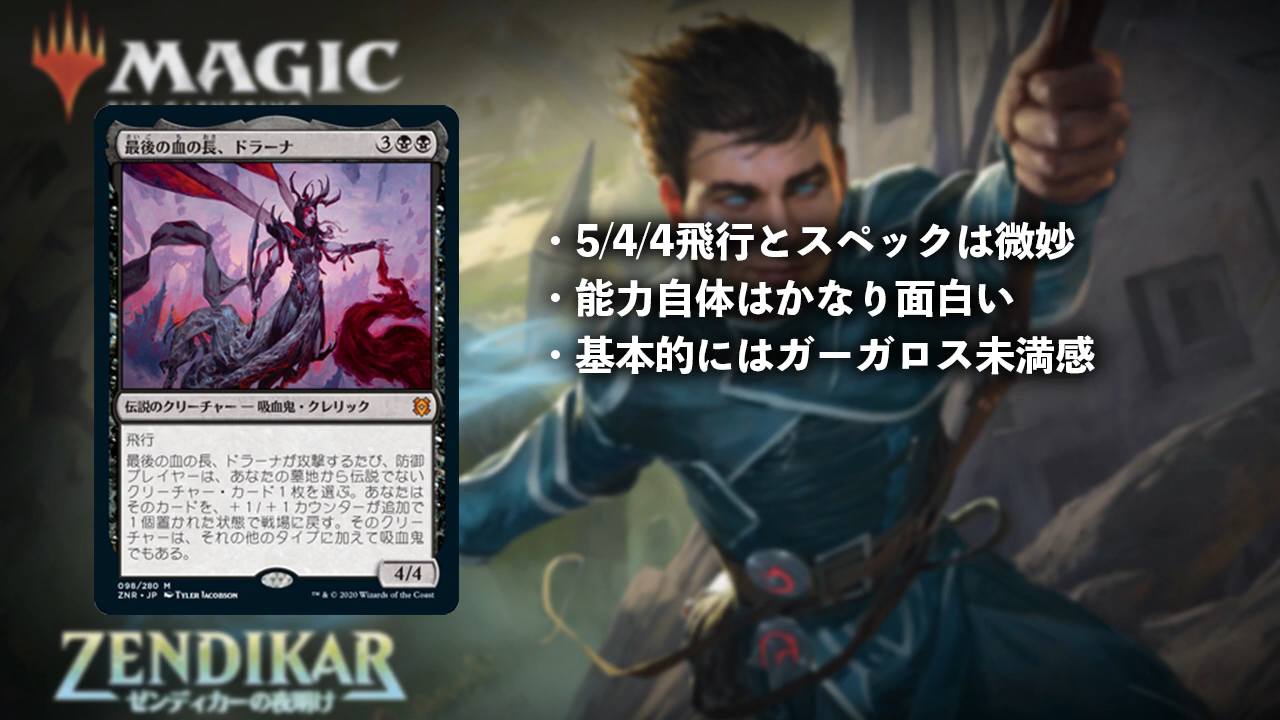 MAGIC
最後の血の長、ドラーナ
3
伝説のクリーチャー ― 吸血鬼・クレリック
飛行
最後の血の長、ドラーナが攻撃するたび、防御
プレイヤーは、あなたの墓地から伝説でない
クリーチャー・カード１枚を選ぶ。あなたは
そのカードを、＋１/＋１カウンターが追加で
１個置かれた状態で戦場に戻す。そのクリー
チャーは、それの他のタイプに加えて吸血鬼
でもある。
4/4
098/280 M
ZNR・JP TYLER JACOBSON
™ & © 2020 Wizards of the Coast
ZENDIKAR
ゼンディカーの夜明け
・5/4/4飛行とスペックは微妙
・能力自体はかなり面白い
・基本的にはガーガロス未満感